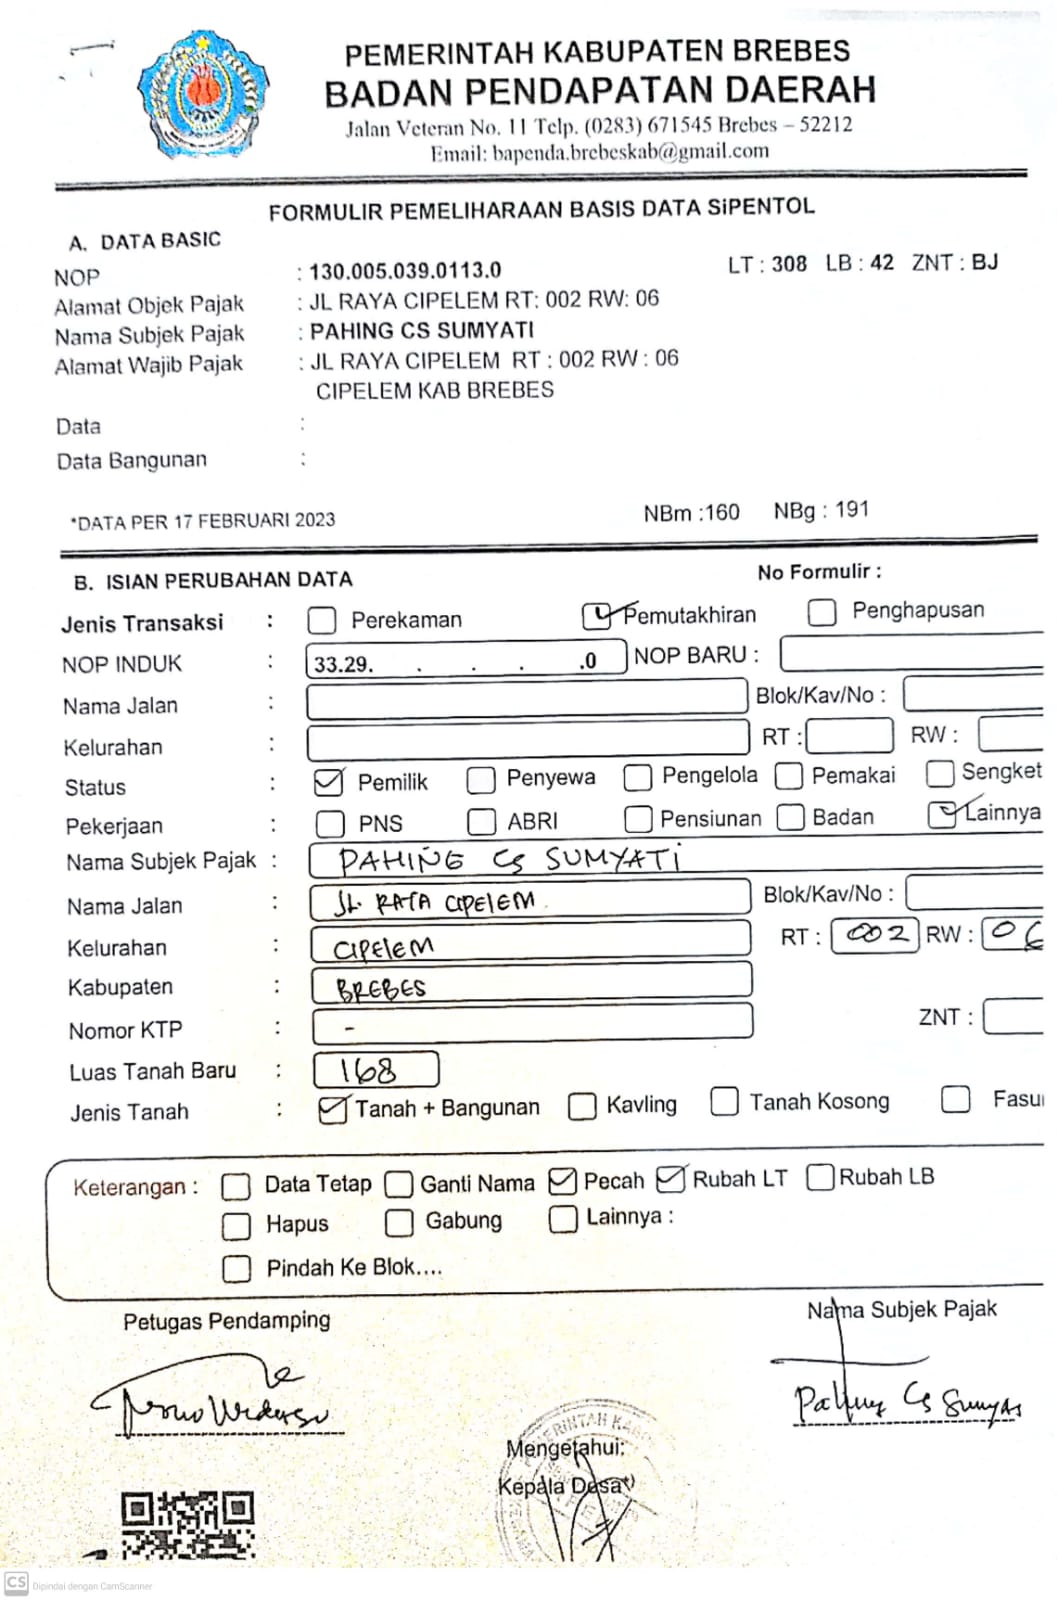 PEMERINTAH KABUPATEN BREBES
BADAN PENDAPATAN DAERAH
Jalan Veteran No. 11 Telp. (0283) 671545 Brebes – 52212
Email: bapenda.brebeskab@gmail.com
FORMULIR PEMELIHARAAN BASIS DATA SiPENTOL
A. DATA BASIC
NOP : 130.005.039.0113.0 LT : 308 LB : 42 ZNT : BJ
Alamat Objek Pajak : JL RAYA CIPELEM RT: 002 RW: 06
Nama Subjek Pajak : PAHING CS SUMYATI
Alamat Wajib Pajak : JL RAYA CIPELEM RT : 002 RW : 06
CIPELEM KAB BREBES
Data :
Data Bangunan :
*DATA PER 17 FEBRUARI 2023 NBm :160 NBg : 191
B. ISIAN PERUBAHAN DATA No Formulir :
Jenis Transaksi : Perekaman Pemutakhiran Penghapusan
NOP INDUK : 33.29. . . . .0 NOP BARU :
Nama Jalan : Blok/Kav/No :
Kelurahan : RT : RW :
Status : Pemilik Penyewa Pengelola Pemakai Sengket
Pekerjaan : PNS ABRI Pensiunan Badan Lainnya
Nama Subjek Pajak : PAHING CS SUMYATI
Nama Jalan : JL. RAYA CIPELEM Blok/Kav/No :
Kelurahan : CIPELEM RT : 002 RW : 06
Kabupaten : BREBES
Nomor KTP : - ZNT :
Luas Tanah Baru : 168
Jenis Tanah : Tanah + Bangunan Kavling Tanah Kosong Fasu
Keterangan : Data Tetap Ganti Nama Pecah Rubah LT Rubah LB
Hapus Gabung Lainnya :
Pindah Ke Blok....
Petugas Pendamping Nama Subjek Pajak
Pahing Cs Sumyati
Mengetahui:
Kepala Desa*)
CS Dipindai dengan CamScanner